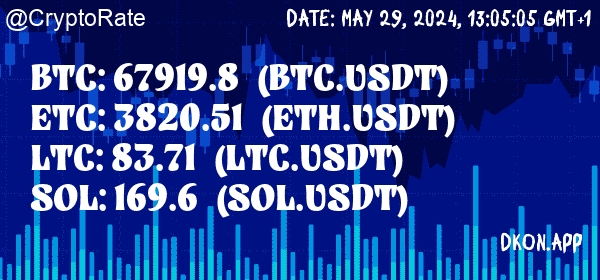 @CryptoRate
DATE: MAY 29, 2024, 13:05:05 GMT+1
BTC: 67919.8 (BTC.USDT)
ETC: 3820.51 (ETH.USDT)
LTC: 83.71 (LTC.USDT)
SOL: 169.6 (SOL.USDT)
DKON.APP